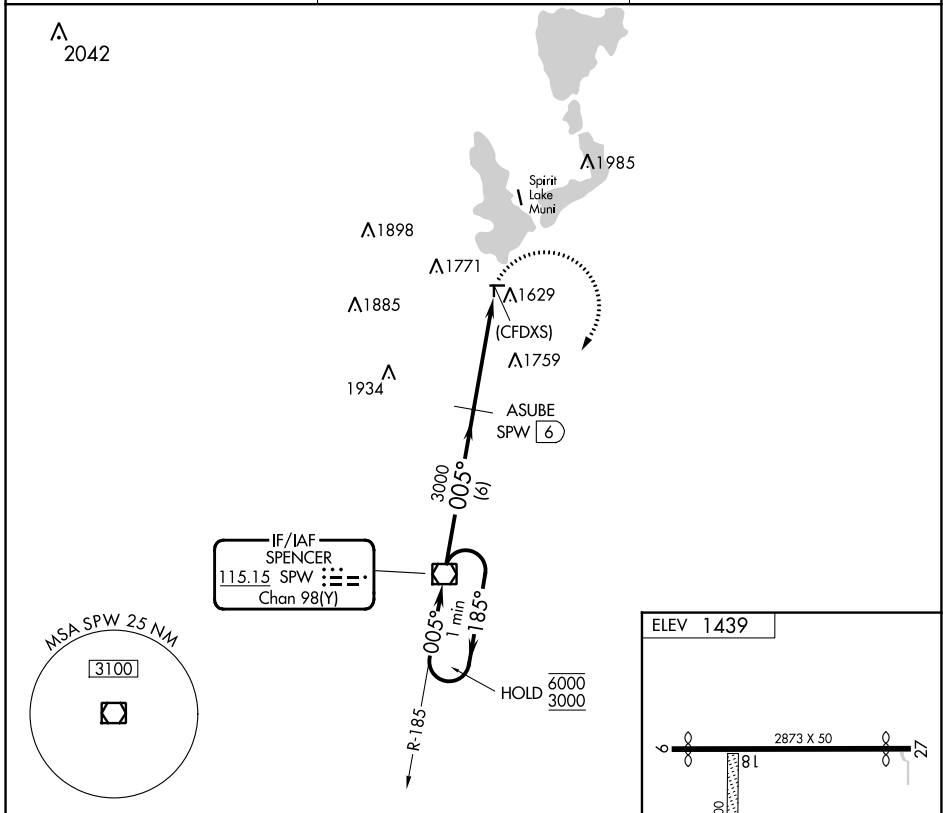 2042
1985
Spirit
Lake
Muni
1898
1771
1885
1629
(CFDXS)
1759
1934
ASUBE
SPW 6
3000
005°
(6)
IF/IAF
SPENCER
115.15 SPW
Chan 98(Y)
005°
1 min
185°
HOLD 6000
3000
R-185
MSA SPW 25 NM
3100
ELEV 1439
9
2873 X 50
27
18
00